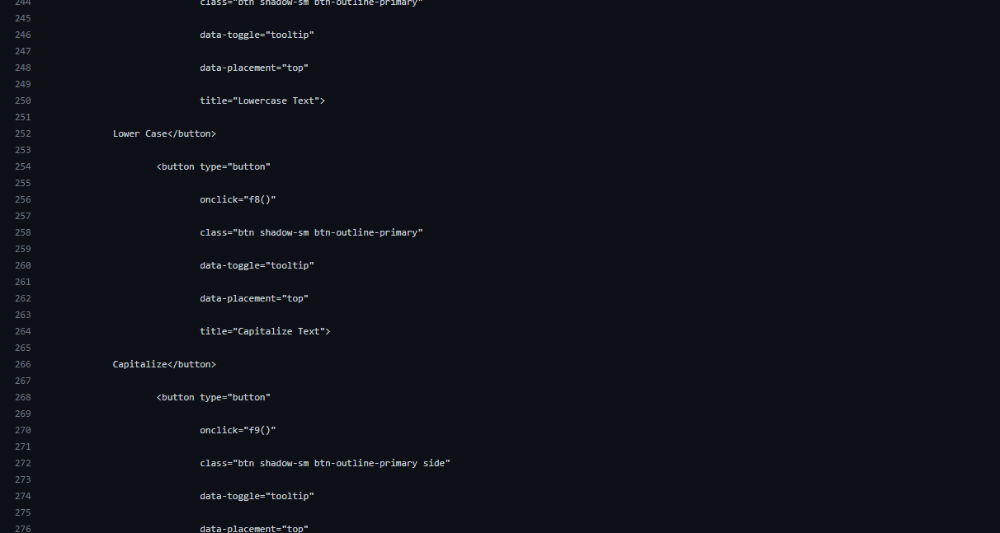 244 class="btn shadow-sm btn-outline-primary"
245
246 data-toggle="tooltip"
247
248 data-placement="top"
249
250 title="Lowercase Text">
251
252 Lower Case</button>
253
254 <button type="button"
255
256 onclick="f8()"
257
258 class="btn shadow-sm btn-outline-primary"
259
260 data-toggle="tooltip"
261
262 data-placement="top"
263
264 title="Capitalize Text">
265
266 Capitalize</button>
267
268 <button type="button"
269
270 onclick="f9()"
271
272 class="btn shadow-sm btn-outline-primary side"
273
274 data-toggle="tooltip"
275
276 data-placement="top"